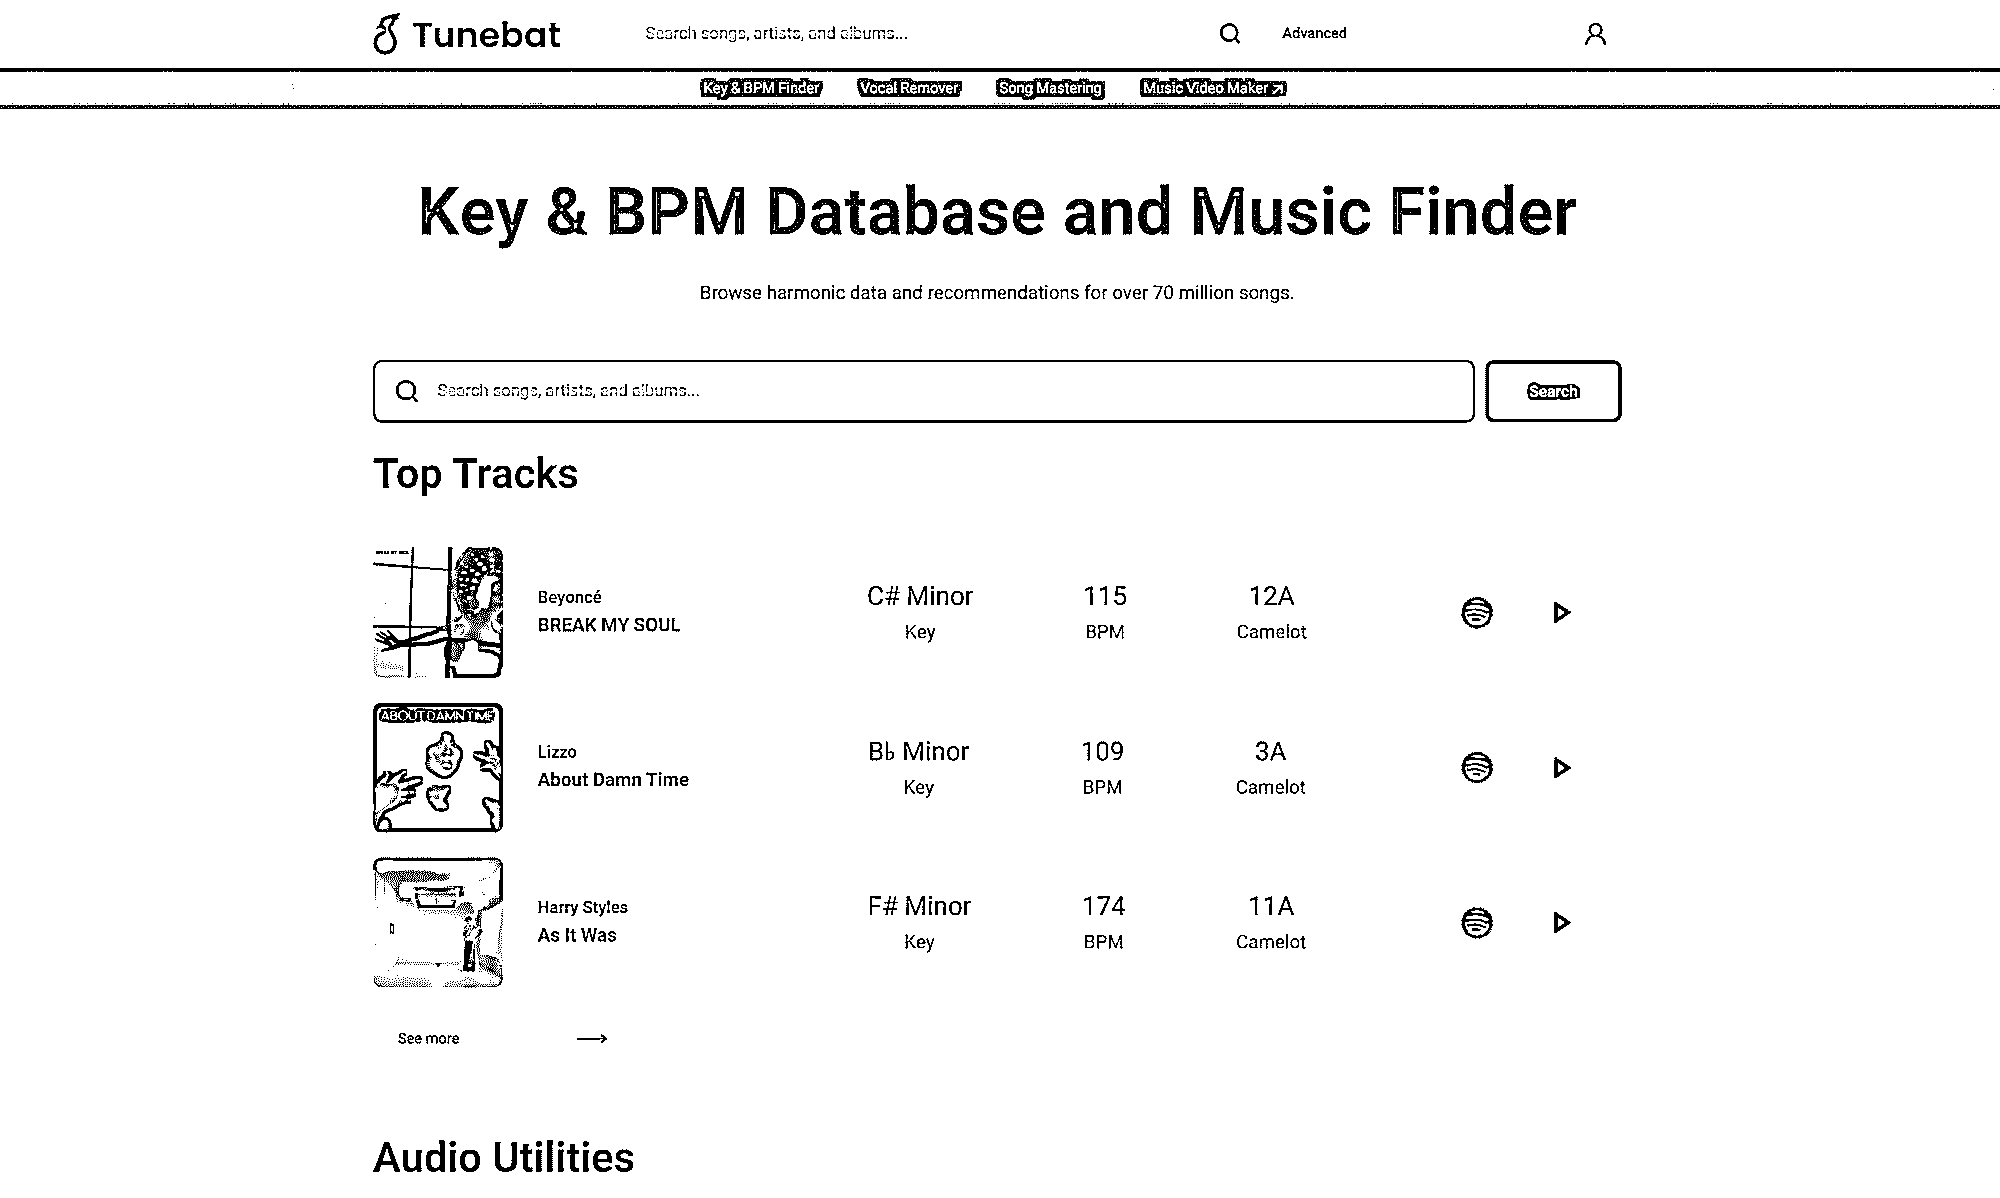 Tunebat
Search songs, artists, and albums...
Advanced
Key & BPM Finder
Vocal Remover
Song Mastering
Music Video Maker
Key & BPM Database and Music Finder
Browse harmonic data and recommendations for over 70 million songs.
Search songs, artists, and albums...
Search
Top Tracks
Beyoncé
BREAK MY SOUL
C# Minor
Key
115
BPM
12A
Camelot
ABOUT DAMN TIME
Lizzo
About Damn Time
B♭ Minor
Key
109
BPM
3A
Camelot
Harry Styles
As It Was
F# Minor
Key
174
BPM
11A
Camelot
See more
Audio Utilities